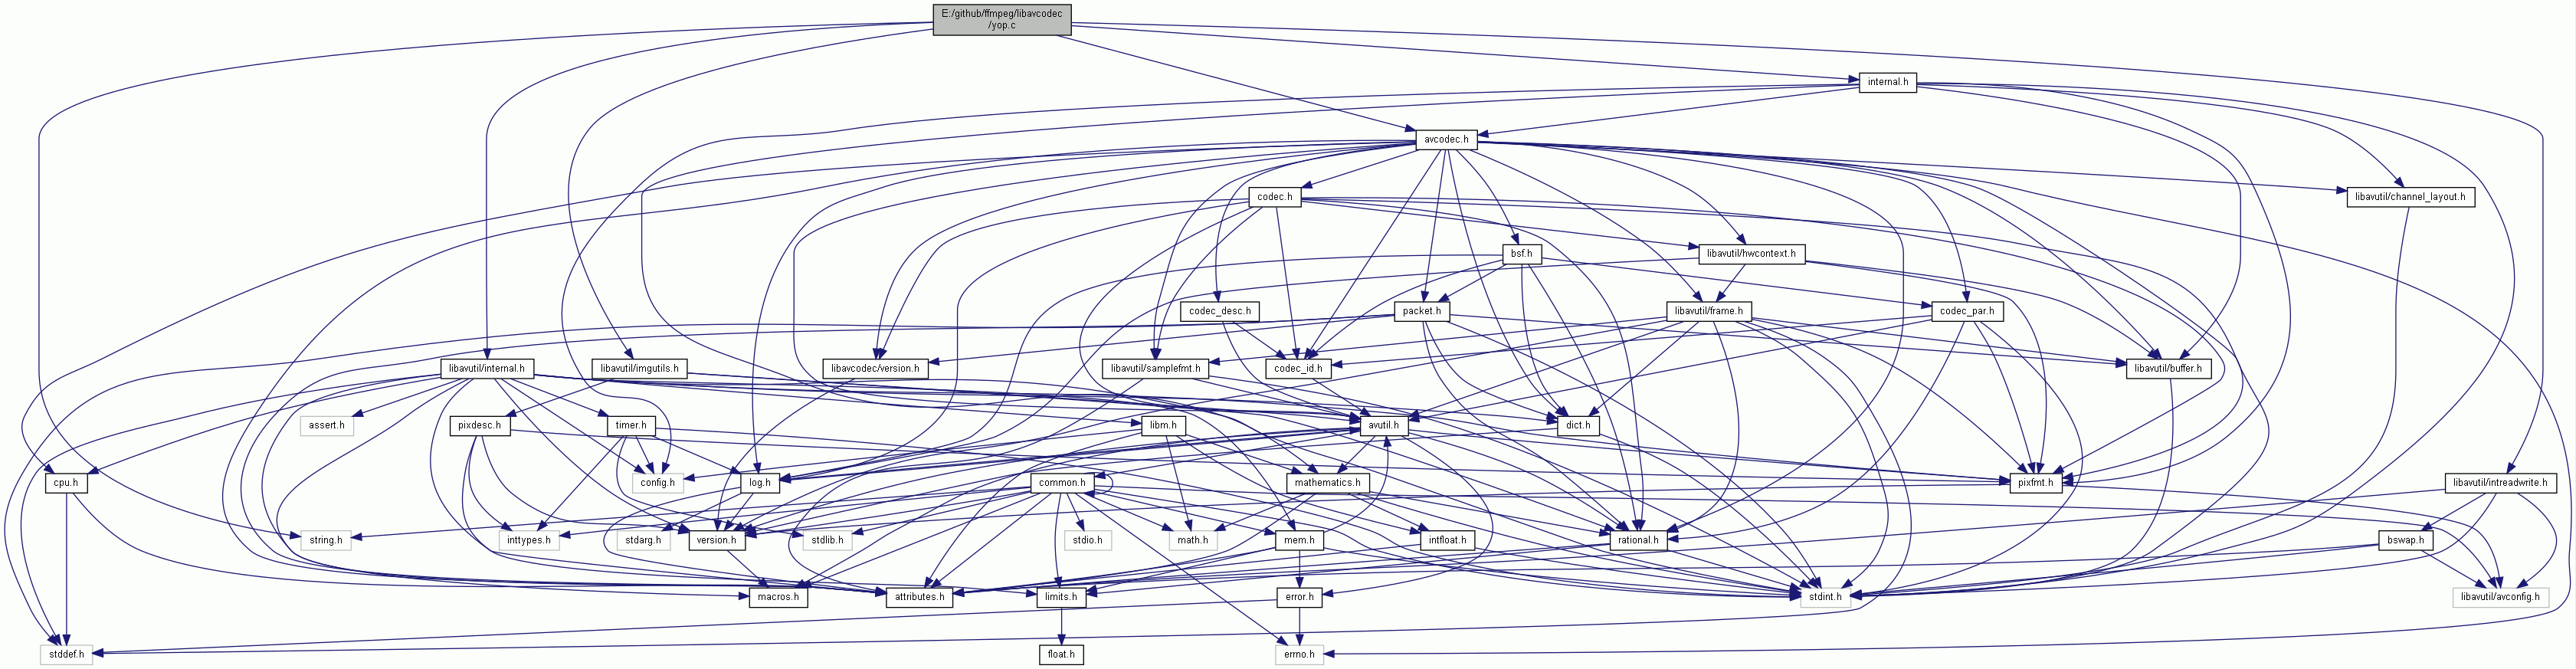 E:/github/ffmpeg/libavcodec
/yop.c
internal.h
avcodec.h
codec.h
libavutil/channel_layout.h
bsf.h
libavutil/hwcontext.h
codec_desc.h
packet.h
libavutil/frame.h
codec_par.h
libavutil/internal.h
libavutil/imgutils.h
libavcodec/version.h
libavutil/samplefmt.h
codec_id.h
libavutil/buffer.h
assert.h
pixdesc.h
timer.h
libm.h
avutil.h
dict.h
cpu.h
config.h
log.h
common.h
mathematics.h
pixfmt.h
libavutil/intreadwrite.h
string.h
inttypes.h
stdarg.h
version.h
stdlib.h
stdio.h
math.h
mem.h
intfloat.h
rational.h
bswap.h
macros.h
attributes.h
limits.h
error.h
stdint.h
libavutil/avconfig.h
stddef.h
float.h
errno.h